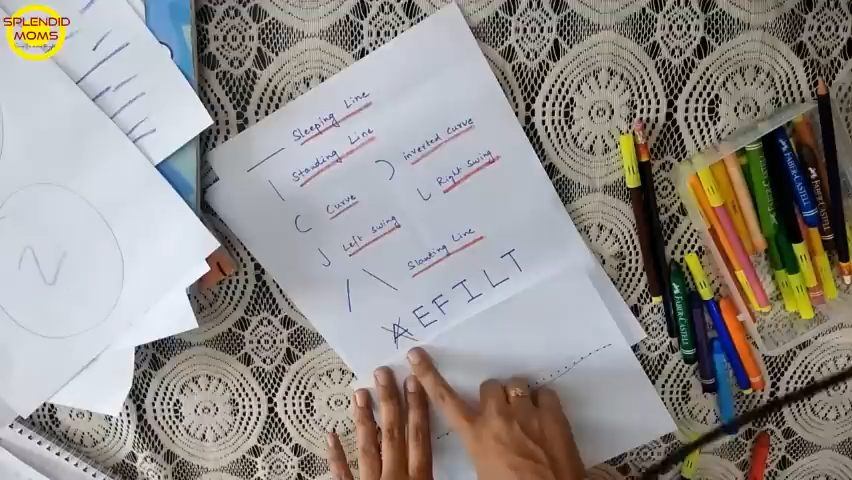 SPLENDID
MOMS
Sleeping Line
Standing Line
inverted curve
Curve
Right swing
Left swing
Slanting Line
A E F I L T
N
FABER-CASTELL
FABER-CASTELL